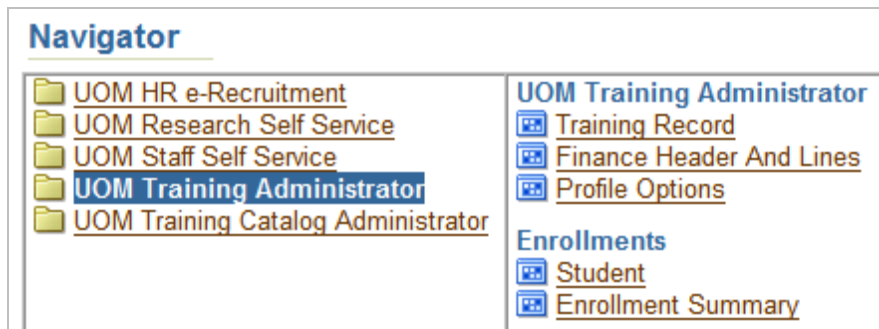 Navigator
UOM HR e-Recruitment
UOM Research Self Service
UOM Staff Self Service
UOM Training Administrator
UOM Training Catalog Administrator
UOM Training Administrator
Training Record
Finance Header And Lines
Profile Options
Enrollments
Student
Enrollment Summary